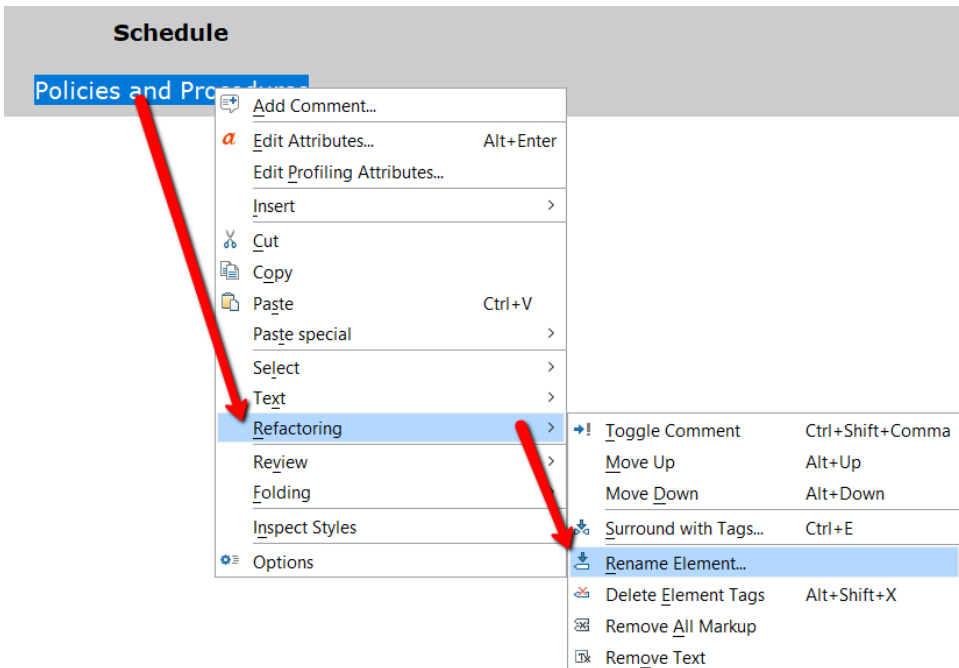 Schedule
Policies and Procedures
Add Comment...
Edit Attributes... Alt+Enter
Edit Profiling Attributes...
Insert
Cut
Copy
Paste Ctrl+V
Paste special
Select
Text
Refactoring
Review
Folding
Inspect Styles
Options
Toggle Comment Ctrl+Shift+Comma
Move Up Alt+Up
Move Down Alt+Down
Surround with Tags... Ctrl+E
Rename Element...
Delete Element Tags Alt+Shift+X
Remove All Markup
Remove Text